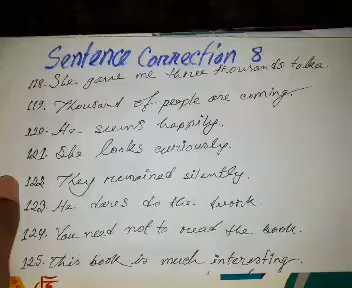 Sentence Connection 8
118. She gave me three thousands taka.
119. Thousand of people are coming.
120. He seems happily.
121. She looks curiously.
122 They remained silently.
123 He dares do the work.
124. You need not to read the book.
125. This book is much interesting.